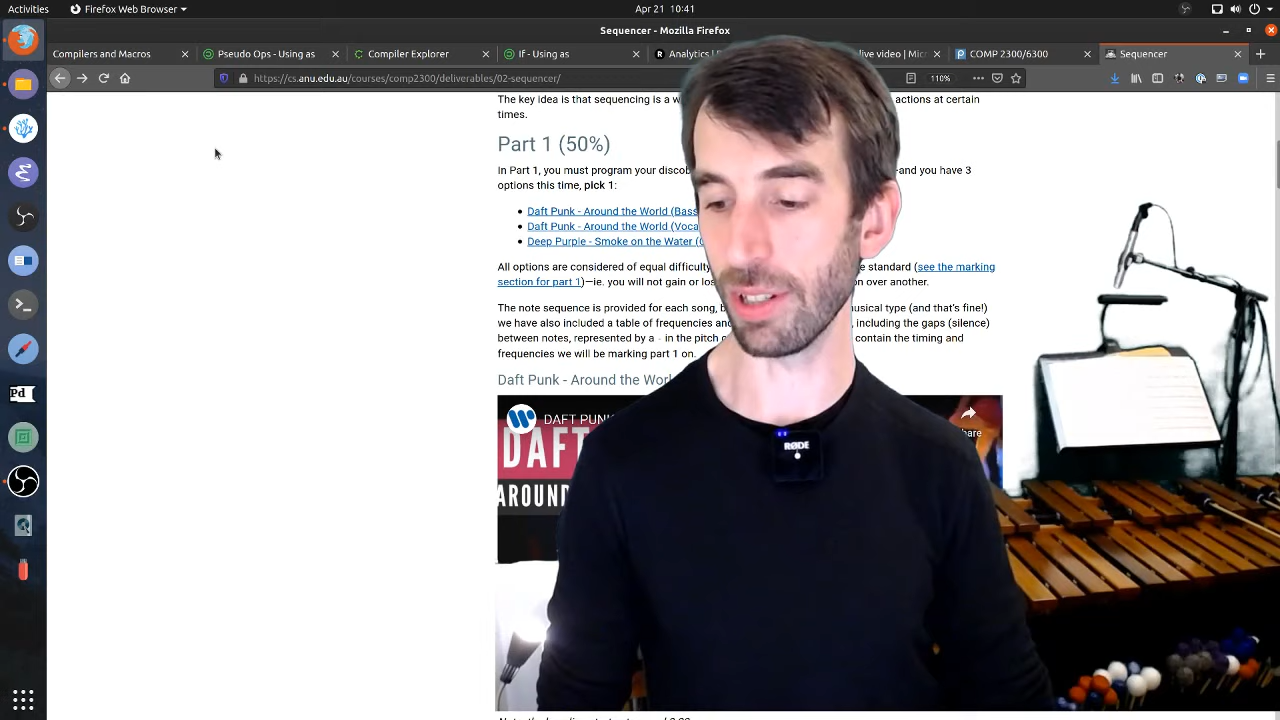 Activities
Firefox Web Browser
Apr 21 10:41
Sequencer - Mozilla Firefox
Compiling and Macros
Pseudo Ops - Using as
Compiler Explorer
If - Using as
Analytics |
live video | Micr
COMP 2300/6300
Sequencer
https://cs.anu.edu.au/courses/comp2300/deliverables/02-sequencer/
110%
The key idea is that sequencing is a w
actions at certain
times.
Part 1 (50%)
In Part 1, you must program your discob
—and you have 3
options this time, pick 1:
Daft Punk - Around the World (Bass
Daft Punk - Around the World (Voca
Deep Purple - Smoke on the Water (
All options are considered of equal difficulty
e standard (see the marking
section for part 1)—ie. you will not gain or los
on over another.
The note sequence is provided for each song, b
musical type (and that's fine!)
we have also included a table of frequencies and
, including the gaps (silence)
between notes, represented by a - in the pitch c
contain the timing and
frequencies we will be marking part 1 on.
Daft Punk - Around the Worl
DAFT PUN
hare
DAFT
AROUND
Pd
RØDE